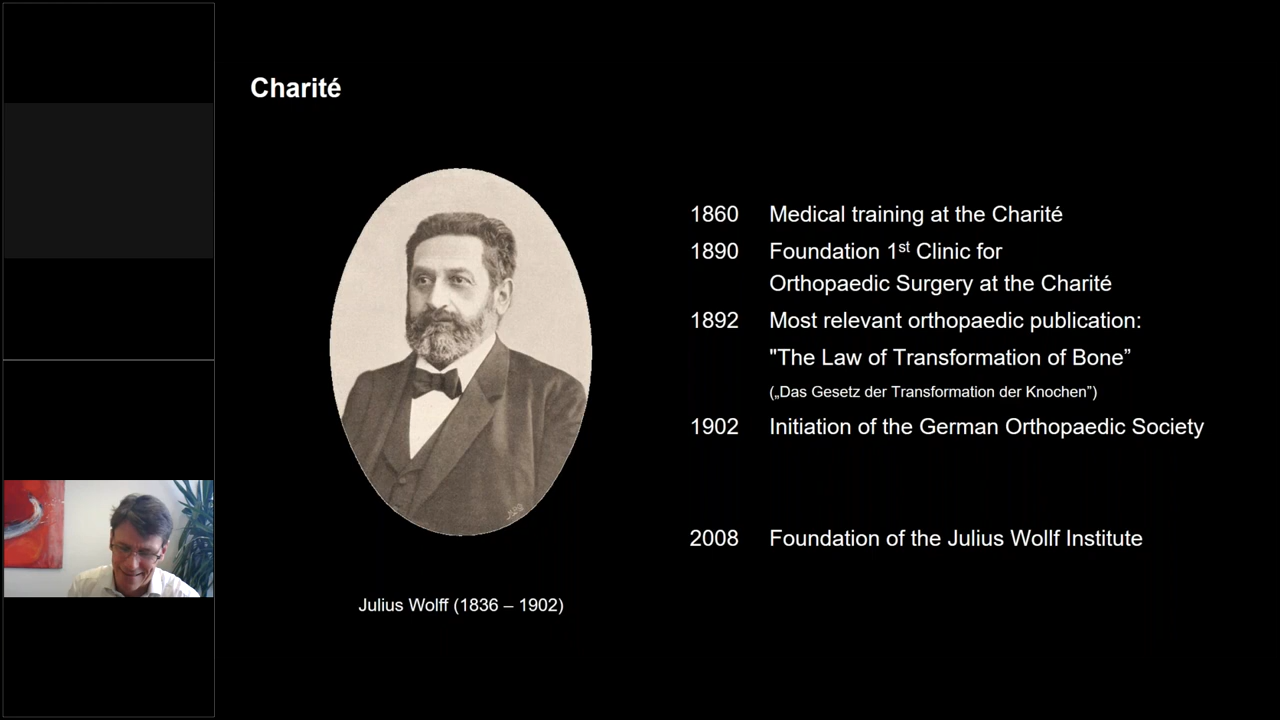 Charité
1860 Medical training at the Charité
1890 Foundation 1st Clinic for
Orthopaedic Surgery at the Charité
1892 Most relevant orthopaedic publication:
"The Law of Transformation of Bone”
(„Das Gesetz der Transformation der Knochen”)
1902 Initiation of the German Orthopaedic Society
2008 Foundation of the Julius Wollf Institute
Julius Wolff (1836 – 1902)